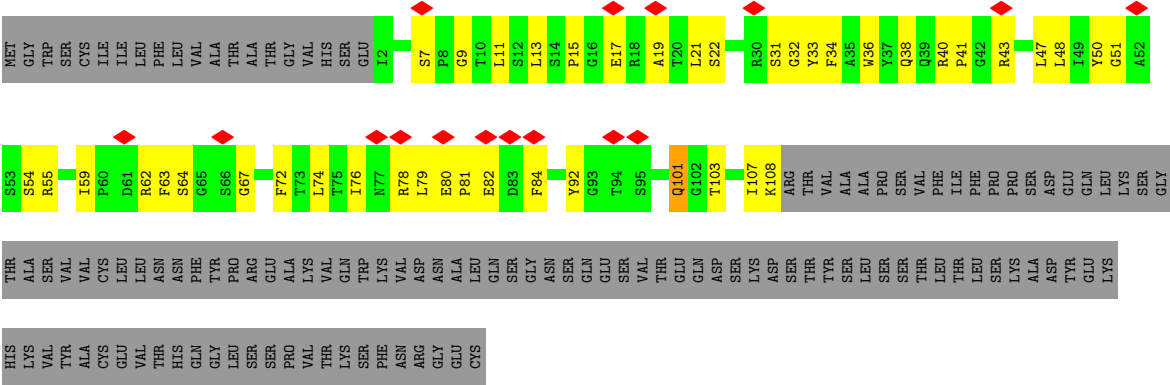 MET GLY TRP SER CYS ILE ILE LEU PHE LEU VAL ALA THR ALA THR GLY VAL HIS SER GLU I2 S7 P8 G9 T10 L11 S12 L13 S14 P15 G16 E17 R18 A19 T20 L21 S22 R30 S31 G32 Y33 F34 A35 W36 Y37 Q38 Q39 R40 P41 G42 R43 L47 L48 I49 Y50 G51 A52
S53 S54 R55 I59 P60 D61 R62 F63 S64 G65 S66 G67 F72 T73 L74 T75 I76 N77 R78 L79 E80 P81 E82 D83 F84 Y92 G93 T94 S95 Q101 G102 T103 I107 K108 ARG THR VAL ALA ALA PRO SER VAL PHE ILE PHE PRO PRO SER ASP GLU GLN LEU LYS SER GLY
THR ALA SER VAL VAL CYS LEU LEU ASN ASN PHE TYR PRO ARG GLU ALA LYS VAL GLN TRP LYS VAL ASP ASN ALA LEU GLN SER GLY ASN SER GLN GLU SER VAL THR GLU GLN ASP SER LYS ASP SER THR TYR SER LEU SER SER THR LEU THR LEU SER LYS ALA ASP TYR GLU LYS
HIS LYS VAL TYR ALA CYS GLU VAL THR HIS GLN GLY LEU SER SER PRO VAL THR LYS SER PHE ASN ARG GLY GLU CYS